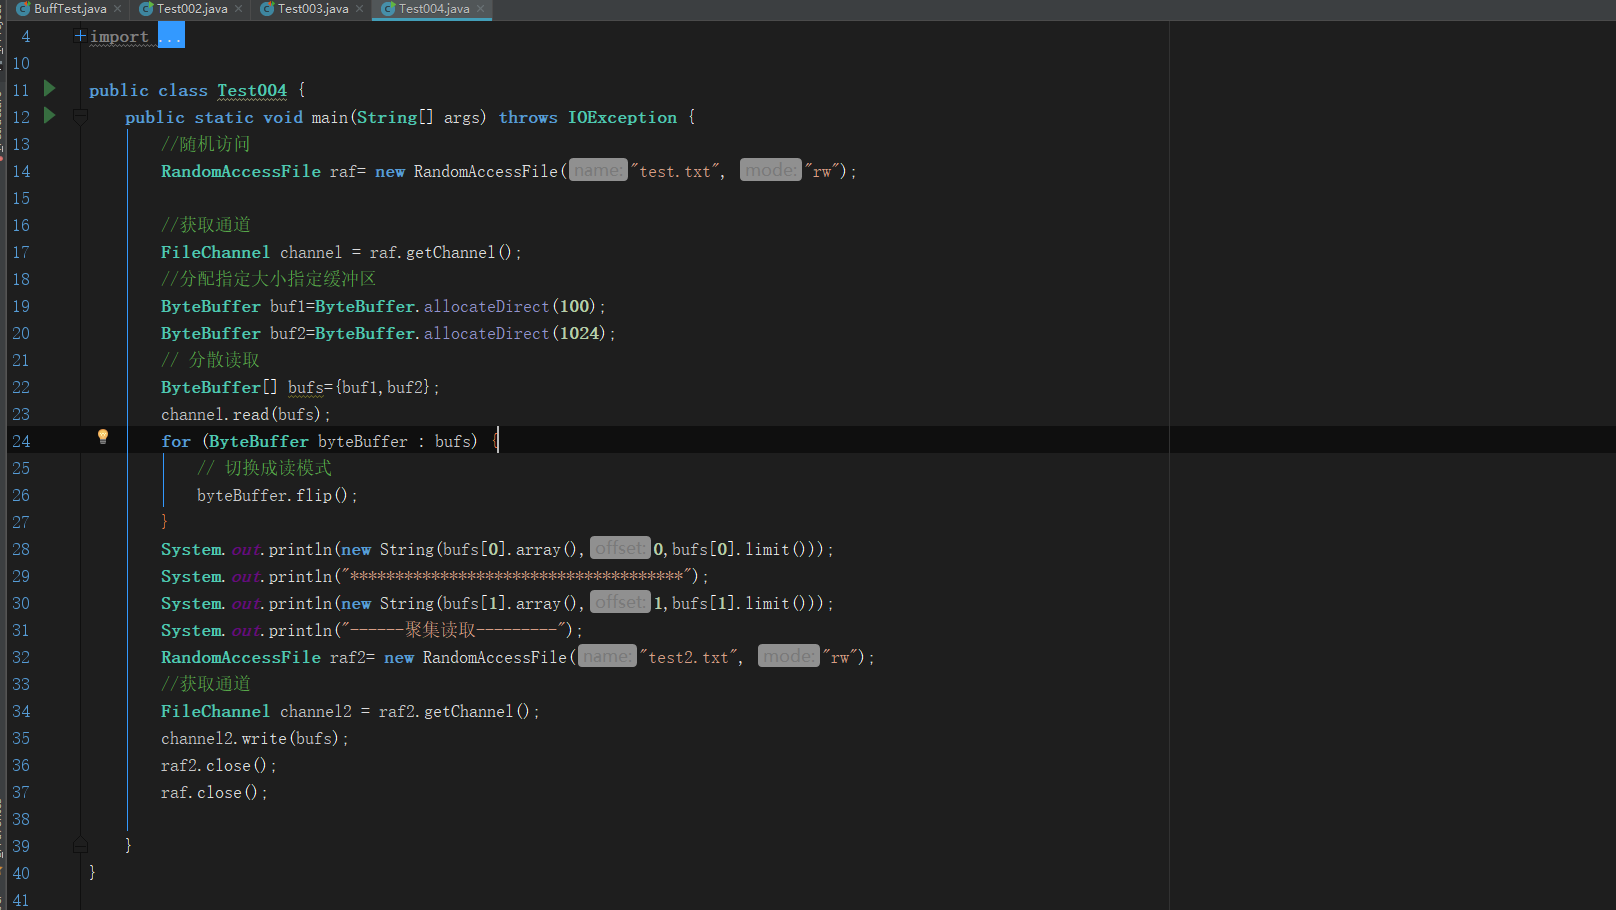 BuffTest.java × Test002.java × Test003.java × Test004.java ×
4 import ...
10
11 public class Test004 {
12 public static void main(String[] args) throws IOException {
13 //随机访问
14 RandomAccessFile raf= new RandomAccessFile( name: "test.txt", mode: "rw");
15
16 //获取通道
17 FileChannel channel = raf.getChannel();
18 //分配指定大小指定缓冲区
19 ByteBuffer buf1=ByteBuffer.allocateDirect(100);
20 ByteBuffer buf2=ByteBuffer.allocateDirect(1024);
21 // 分散读取
22 ByteBuffer[] bufs={buf1,buf2};
23 channel.read(bufs);
24 for (ByteBuffer byteBuffer : bufs) {
25 // 切换成读模式
26 byteBuffer.flip();
27 }
28 System.out.println(new String(bufs[0].array(), offset: 0,bufs[0].limit()));
29 System.out.println("*************************************");
30 System.out.println(new String(bufs[1].array(), offset: 1,bufs[1].limit()));
31 System.out.println("------聚集读取---------");
32 RandomAccessFile raf2= new RandomAccessFile( name: "test2.txt", mode: "rw");
33 //获取通道
34 FileChannel channel2 = raf2.getChannel();
35 channel2.write(bufs);
36 raf2.close();
37 raf.close();
38
39 }
40 }
41